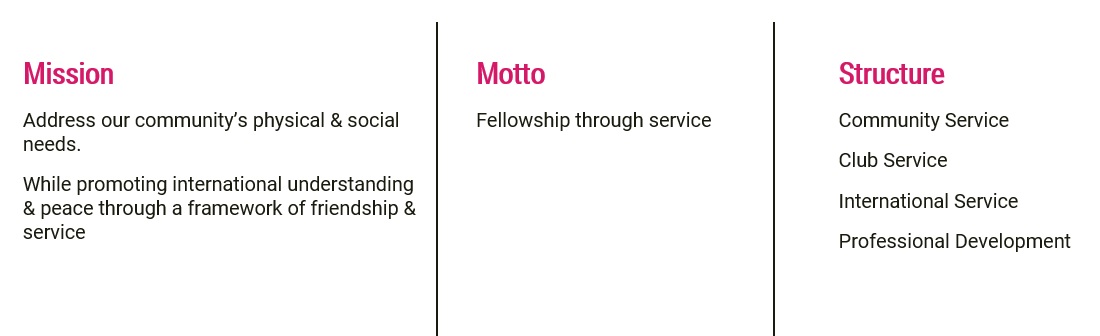 Mission
Address our community’s physical & social
needs.
While promoting international understanding
& peace through a framework of friendship &
service
Motto
Fellowship through service
Structure
Community Service
Club Service
International Service
Professional Development